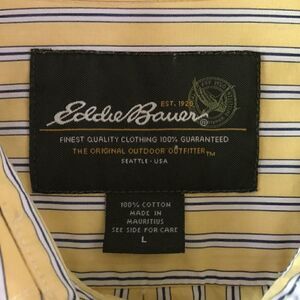 EST. 1920
Eddie Bauer
FINEST QUALITY CLOTHING 100% GUARANTEED
THE ORIGINAL OUTDOOR OUTFITTER™
SEATTLE · USA
100% COTTON
MADE IN
MAURITIUS
SEE SIDE FOR CARE
L